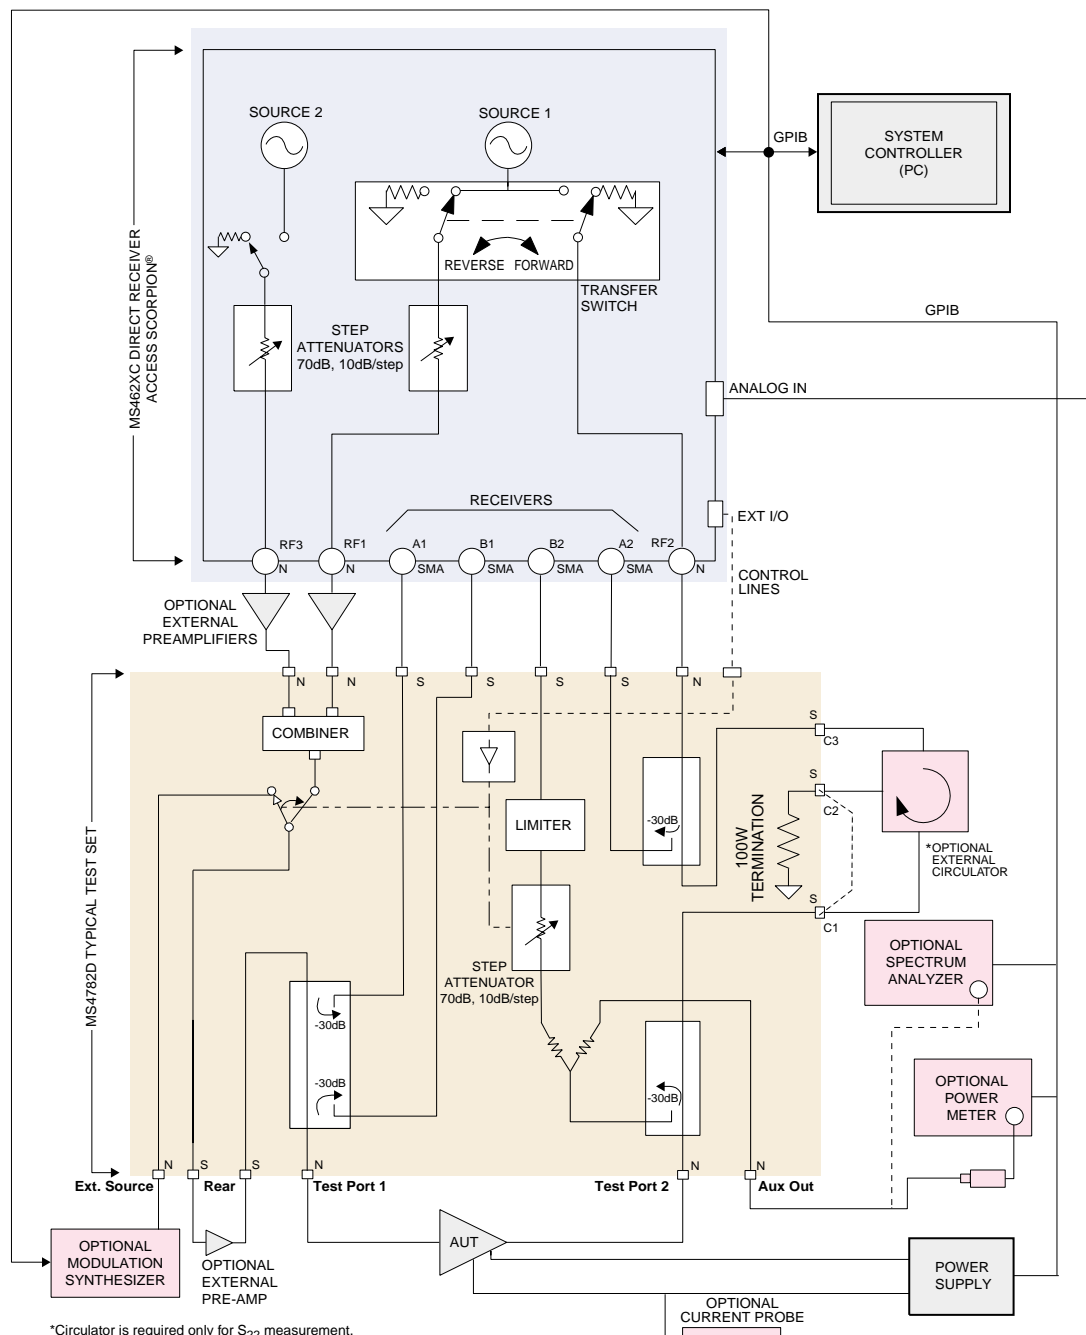 SOURCE 2
SOURCE 1
GPIB
SYSTEM
CONTROLLER
(PC)
REVERSE FORWARD
TRANSFER
SWITCH
MS462XC DIRECT RECEIVER
ACCESS SCORPION®
STEP
ATTENUATORS
70dB, 10dB/step
GPIB
ANALOG IN
RECEIVERS
EXT I/O
RF3
RF1
A1
B1
B2
A2
RF2
N
N
SMA
SMA
SMA
SMA
N
CONTROL
LINES
OPTIONAL
EXTERNAL
PREAMPLIFIERS
N
N
S
S
S
S
N
COMBINER
S
C3
S
C2
-30dB
LIMITER
100W
TERMINATION
*OPTIONAL
EXTERNAL
CIRCULATOR
MS4782D TYPICAL TEST SET
S
C1
STEP
ATTENUATOR
70dB, 10dB/step
OPTIONAL
SPECTRUM
ANALYZER
-30dB
-30dB
-30dB
OPTIONAL
POWER
METER
N
S
S
N
N
N
Ext. Source
Rear
Test Port 1
Test Port 2
Aux Out
OPTIONAL
MODULATION
SYNTHESIZER
OPTIONAL
EXTERNAL
PRE-AMP
AUT
POWER
SUPPLY
OPTIONAL
CURRENT PROBE
*Circulator is required only for S22 measurement.